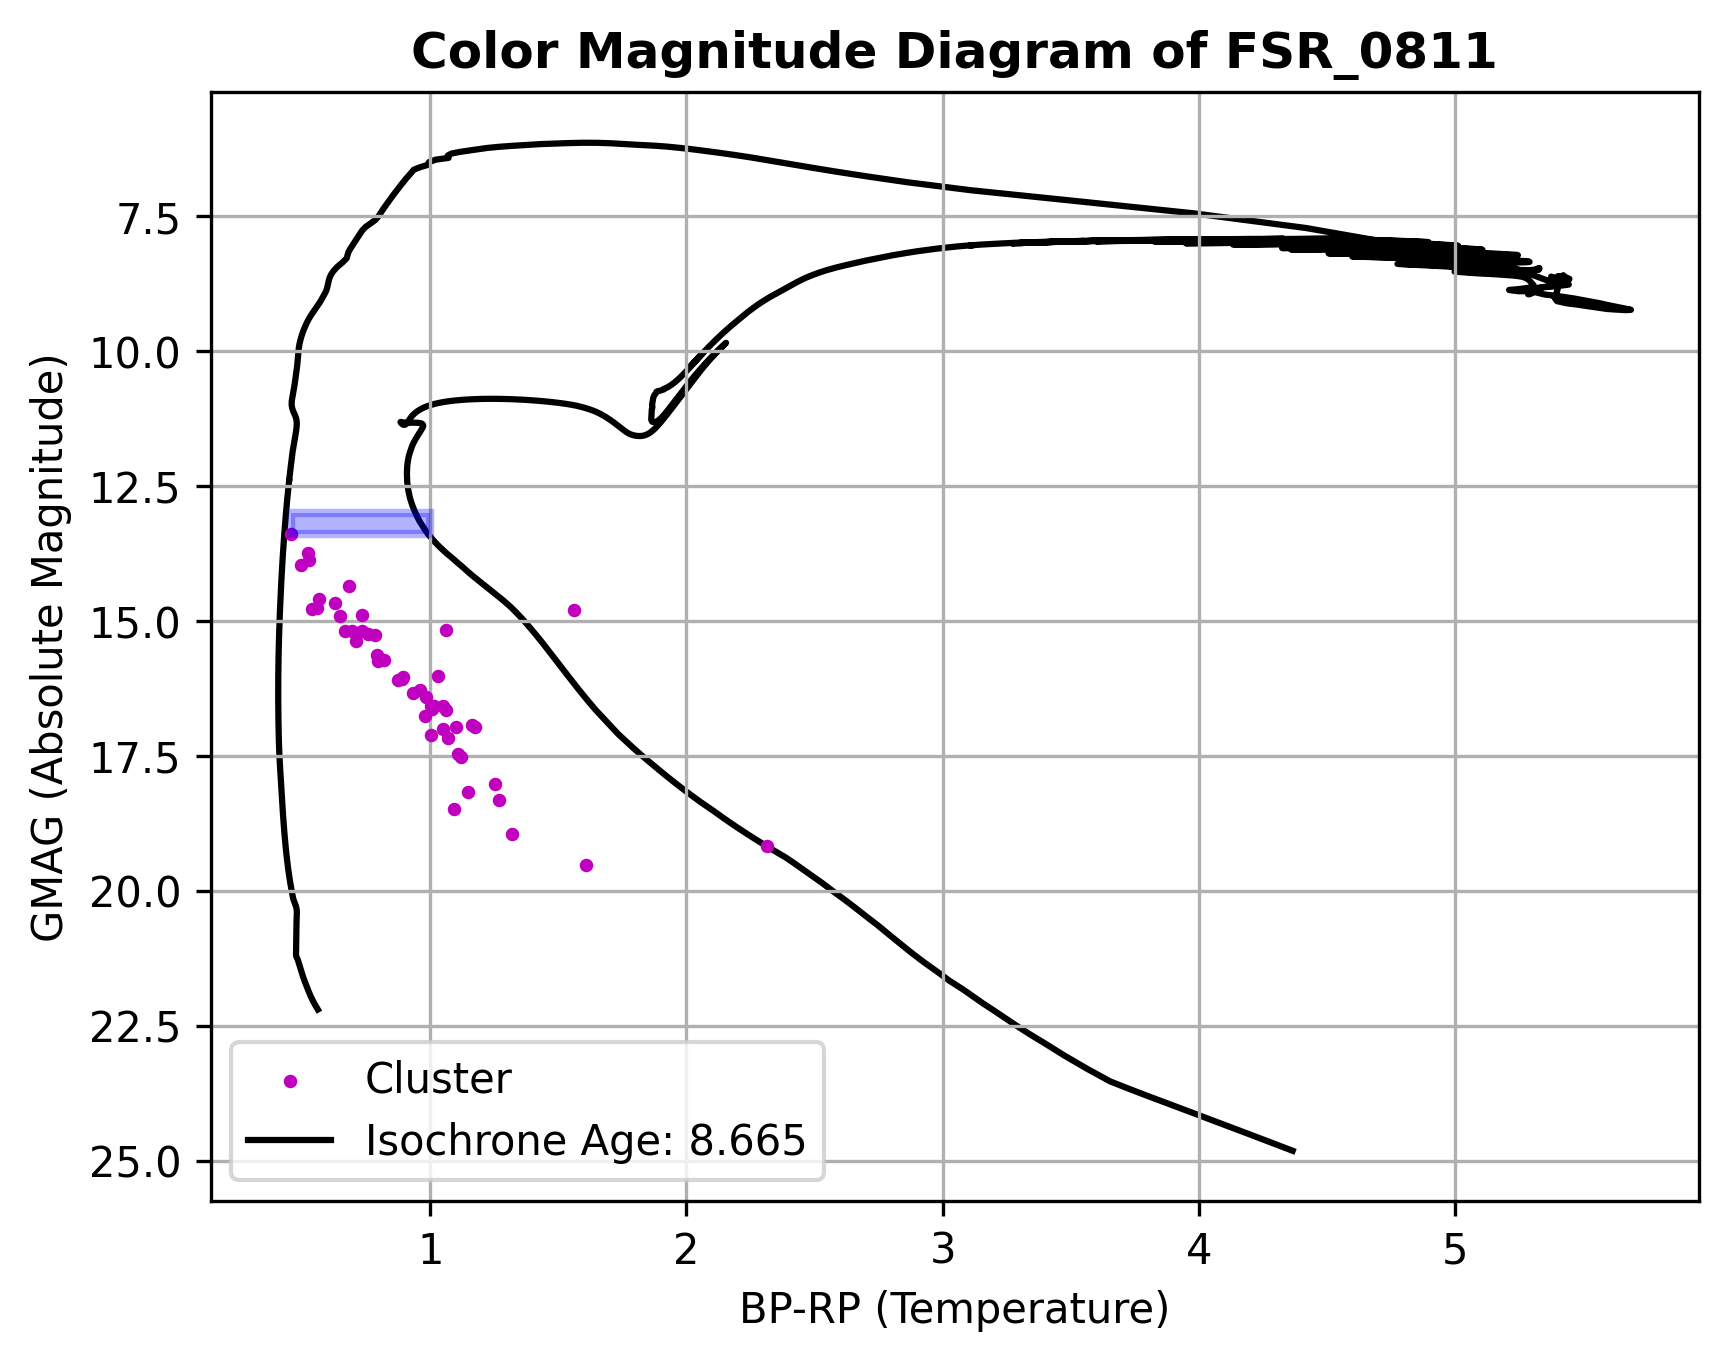 Color Magnitude Diagram of FSR_0811
GMAG (Absolute Magnitude)
7.5
10.0
12.5
15.0
17.5
20.0
22.5
25.0
Cluster
Isochrone Age: 8.665
1 2 3 4 5
BP-RP (Temperature)